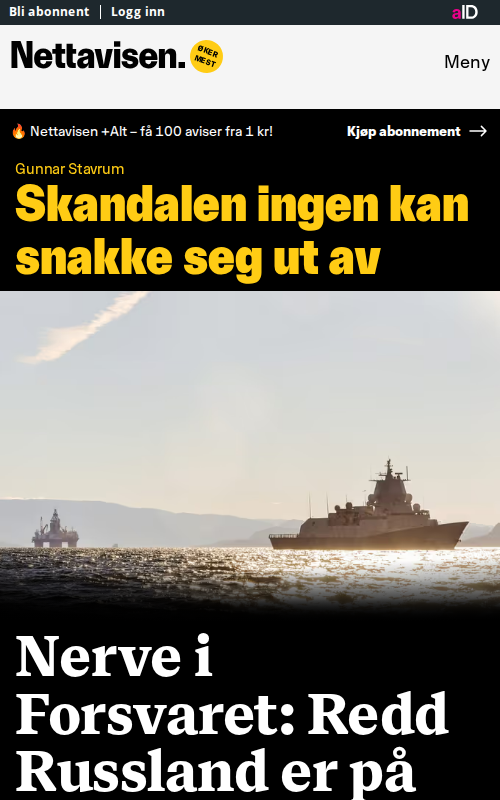 Bli abonnent
Logg inn
aID
Nettavisen.
ØKER
MEST
Meny
🔥 Nettavisen +Alt – få 100 aviser fra 1 kr!
Kjøp abonnement →
Gunnar Stavrum
Skandalen ingen kan
snakke seg ut av
Nerve i
Forsvaret: Redd
Russland er på